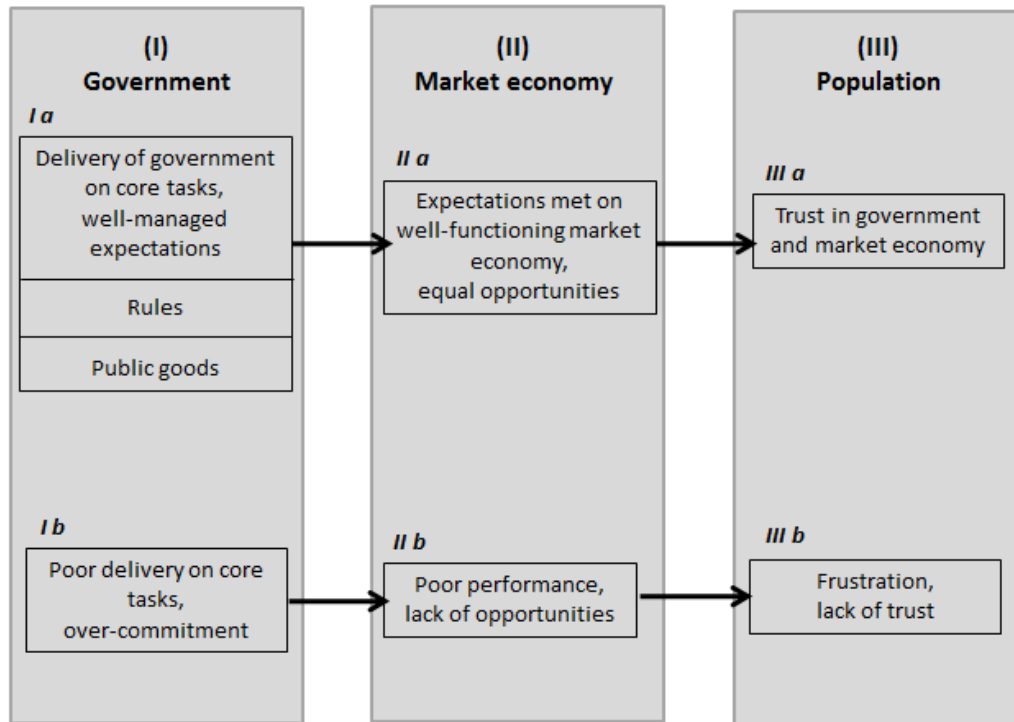 (I)
Government
I a
Delivery of government
on core tasks,
well-managed
expectations
Rules
Public goods
I b
Poor delivery on core
tasks,
over-commitment
(II)
Market economy
II a
Expectations met on
well-functioning market
economy,
equal opportunities
II b
Poor performance,
lack of opportunities
(III)
Population
III a
Trust in government
and market economy
III b
Frustration,
lack of trust